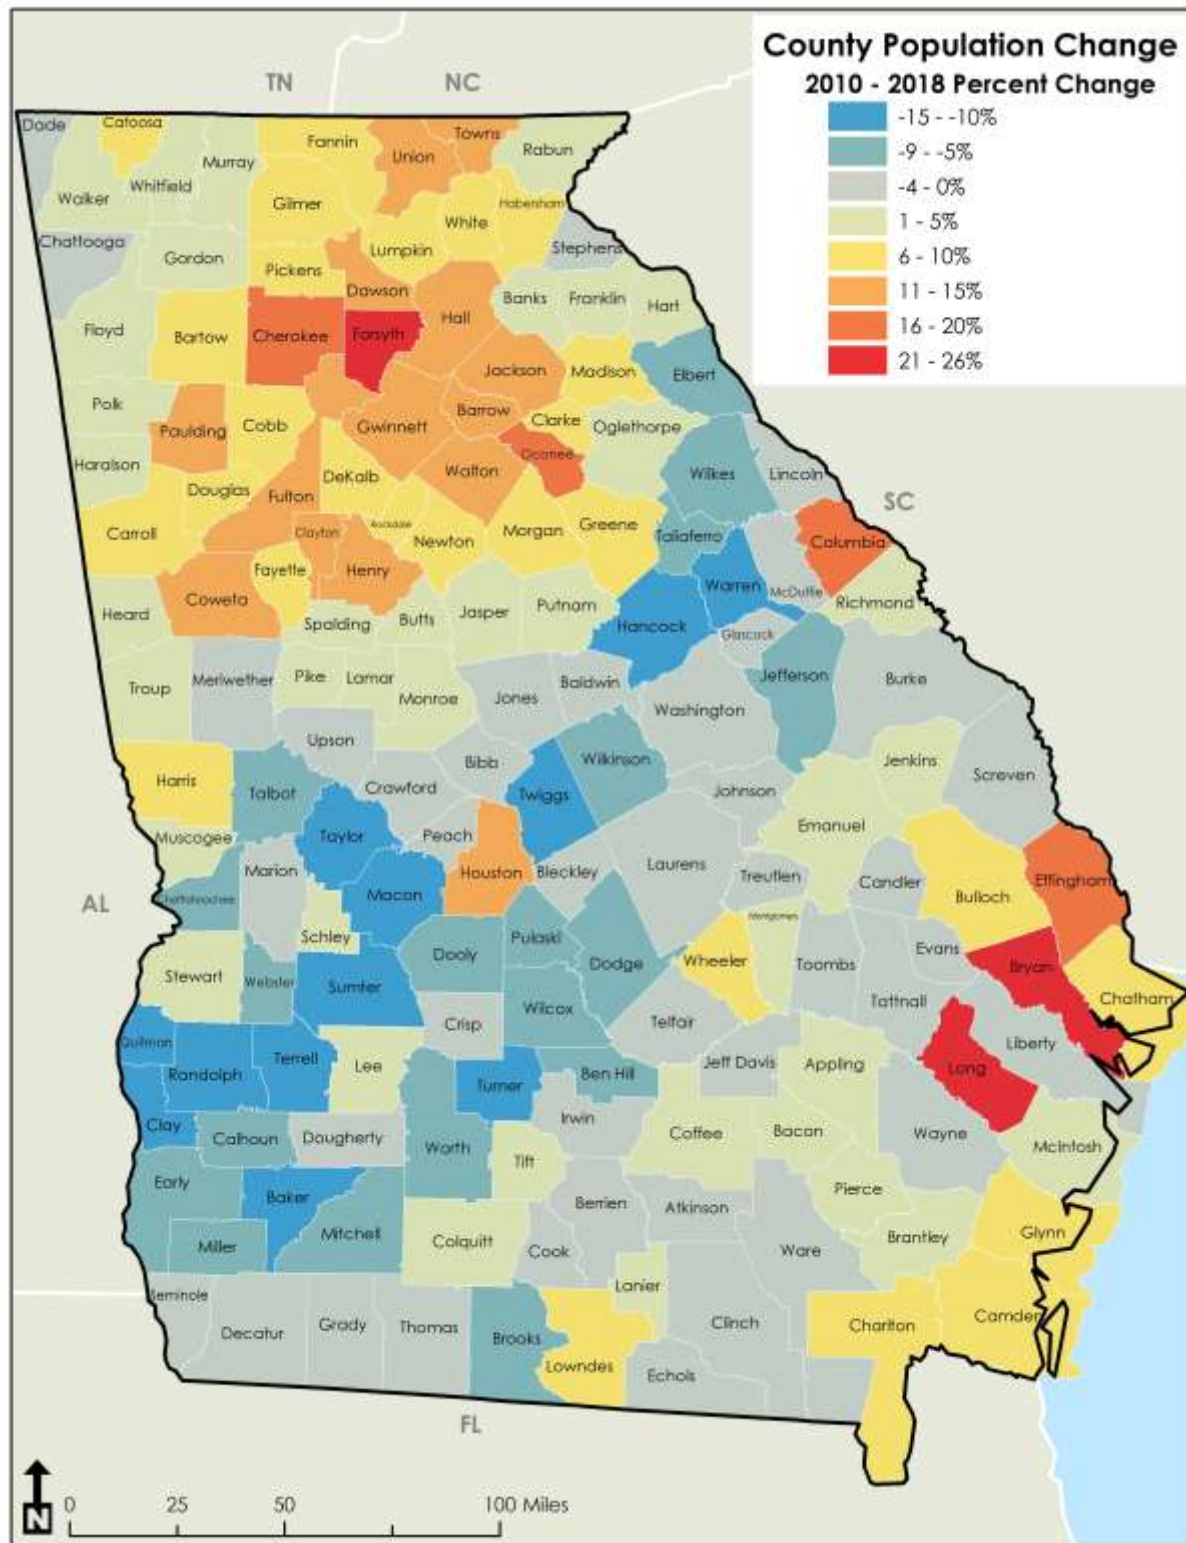 County Population Change
2010 - 2018 Percent Change
-15 - -10%
-9 - -5%
-4 - 0%
1 - 5%
6 - 10%
11 - 15%
16 - 20%
21 - 26%
TN
NC
Dade
Catoosa
Fannin
Towns
Union
Rabun
Murray
Whitfield
Walker
Gilmer
Habersham
White
Chattooga
Stephens
Lumpkin
Gordon
Pickens
Dawson
Banks
Franklin
Hart
Hall
Floyd
Bartow
Cherokee
Forsyth
Jackson
Madison
Elbert
Polk
Barrow
Clarke
Oglethorpe
Paulding
Cobb
Gwinnett
Oconee
Haralson
Walton
DeKalb
Wilkes
Lincoln
Douglas
Fulton
SC
Carroll
Clayton
Rockdale
Newton
Morgan
Greene
Taliaferro
Columbia
Fayette
Henry
Warren
McDuffie
Coweta
Heard
Spalding
Butts
Jasper
Putnam
Richmond
Hancock
Glascock
Troup
Meriwether
Pike
Lamar
Monroe
Jones
Baldwin
Jefferson
Burke
Washington
Upson
Bibb
Wilkinson
Jenkins
Screven
Harris
Talbot
Crawford
Twiggs
Johnson
Muscogee
Taylor
Peach
Emanuel
Marion
Houston
Bleckley
Laurens
Treutlen
Candler
Effingham
AL
Chattahoochee
Macon
Bulloch
Schley
Montgomery
Dooly
Pulaski
Dodge
Wheeler
Toombs
Evans
Bryan
Stewart
Webster
Sumter
Tattnall
Chatham
Wilcox
Crisp
Telfair
Quitman
Terrell
Liberty
Randolph
Lee
Turner
Ben Hill
Jeff Davis
Appling
Long
Clay
Calhoun
Dougherty
Worth
Irwin
Coffee
Bacon
Wayne
McIntosh
Tift
Early
Baker
Pierce
Berrien
Atkinson
Miller
Mitchell
Colquitt
Cook
Ware
Brantley
Glynn
Lanier
Seminole
Decatur
Grady
Thomas
Brooks
Clinch
Charlton
Camden
Lowndes
Echols
FL
N
0
25
50
100 Miles